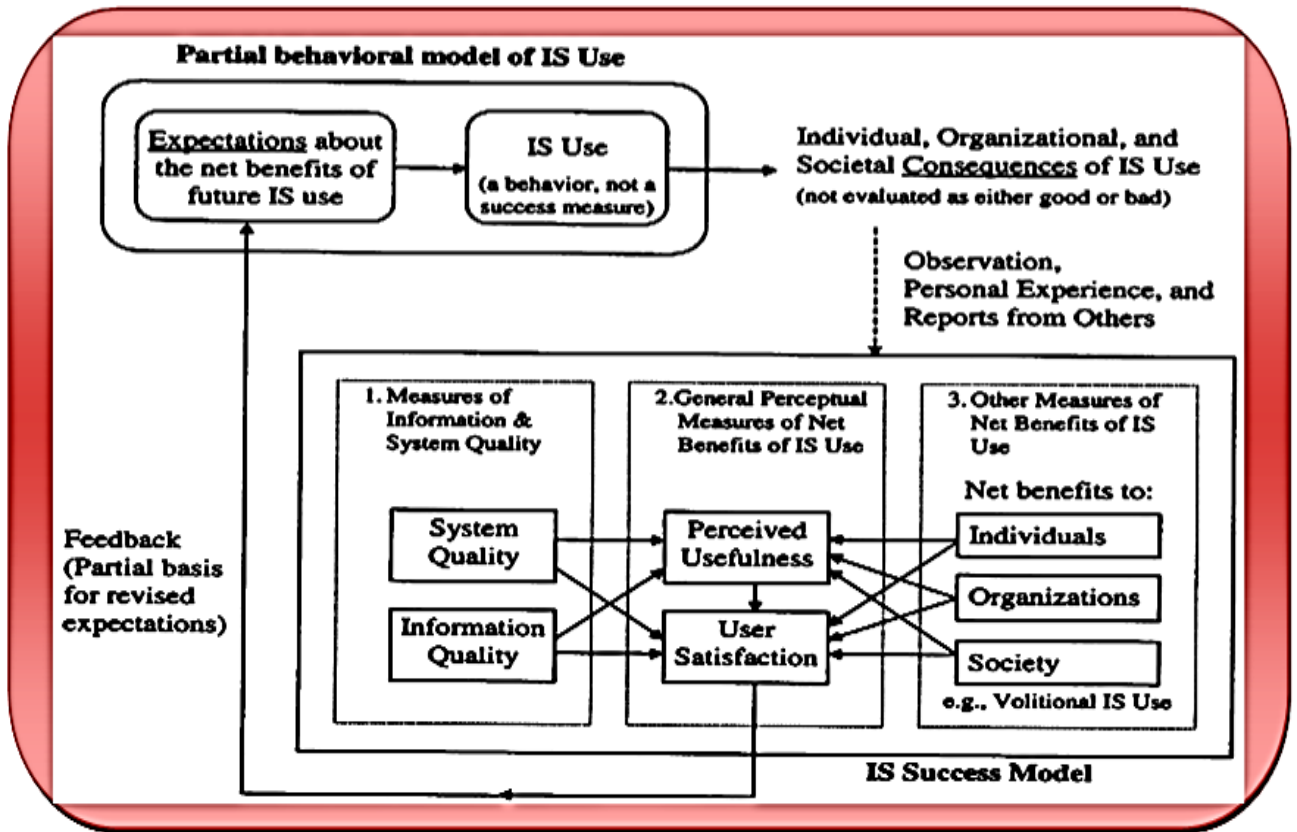 Partial behavioral model of IS Use
Expectations about
the net benefits of
future IS use
IS Use
(a behavior, not a
success measure)
Individual, Organizational, and
Societal Consequences of IS Use
(not evaluated as either good or bad)
Observation,
Personal Experience, and
Reports from Others
1. Measures of
Information &
System Quality
2.General Perceptual
Measures of Net
Benefits of IS Use
3. Other Measures of
Net Benefits of IS
Use
Net benefits to:
System
Quality
Information
Quality
Perceived
Usefulness
User
Satisfaction
Individuals
Organizations
Society
e.g., Volitional IS Use
Feedback
(Partial basis
for revised
expectations)
IS Success Model